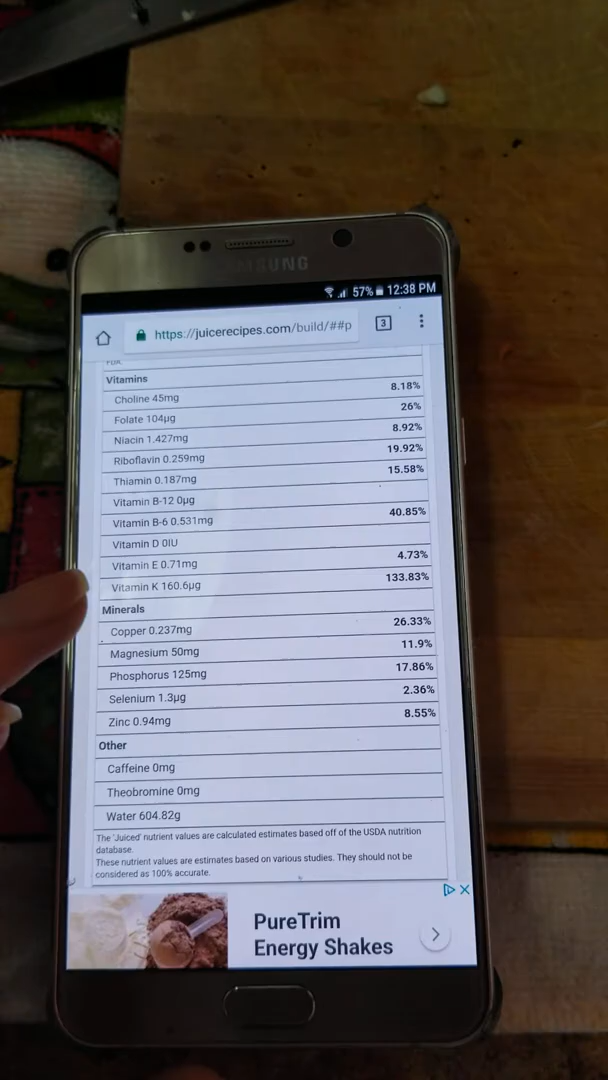 SAMSUNG
57% 12:38 PM
https://juicerecipes.com/build/##p
3
Vitamins
Choline 45mg 8.18%
Folate 104µg 26%
Niacin 1.427mg 8.92%
Riboflavin 0.259mg 19.92%
Thiamin 0.187mg 15.58%
Vitamin B-12 0µg
Vitamin B-6 0.531mg 40.85%
Vitamin D 0IU
Vitamin E 0.71mg 4.73%
Vitamin K 160.6µg 133.83%
Minerals
Copper 0.237mg 26.33%
Magnesium 50mg 11.9%
Phosphorus 125mg 17.86%
Selenium 1.3µg 2.36%
Zinc 0.94mg 8.55%
Other
Caffeine 0mg
Theobromine 0mg
Water 604.82g
The 'Juiced' nutrient values are calculated estimates based off of the USDA nutrition
database.
These nutrient values are estimates based on various studies. They should not be
considered as 100% accurate.
PureTrim
Energy Shakes